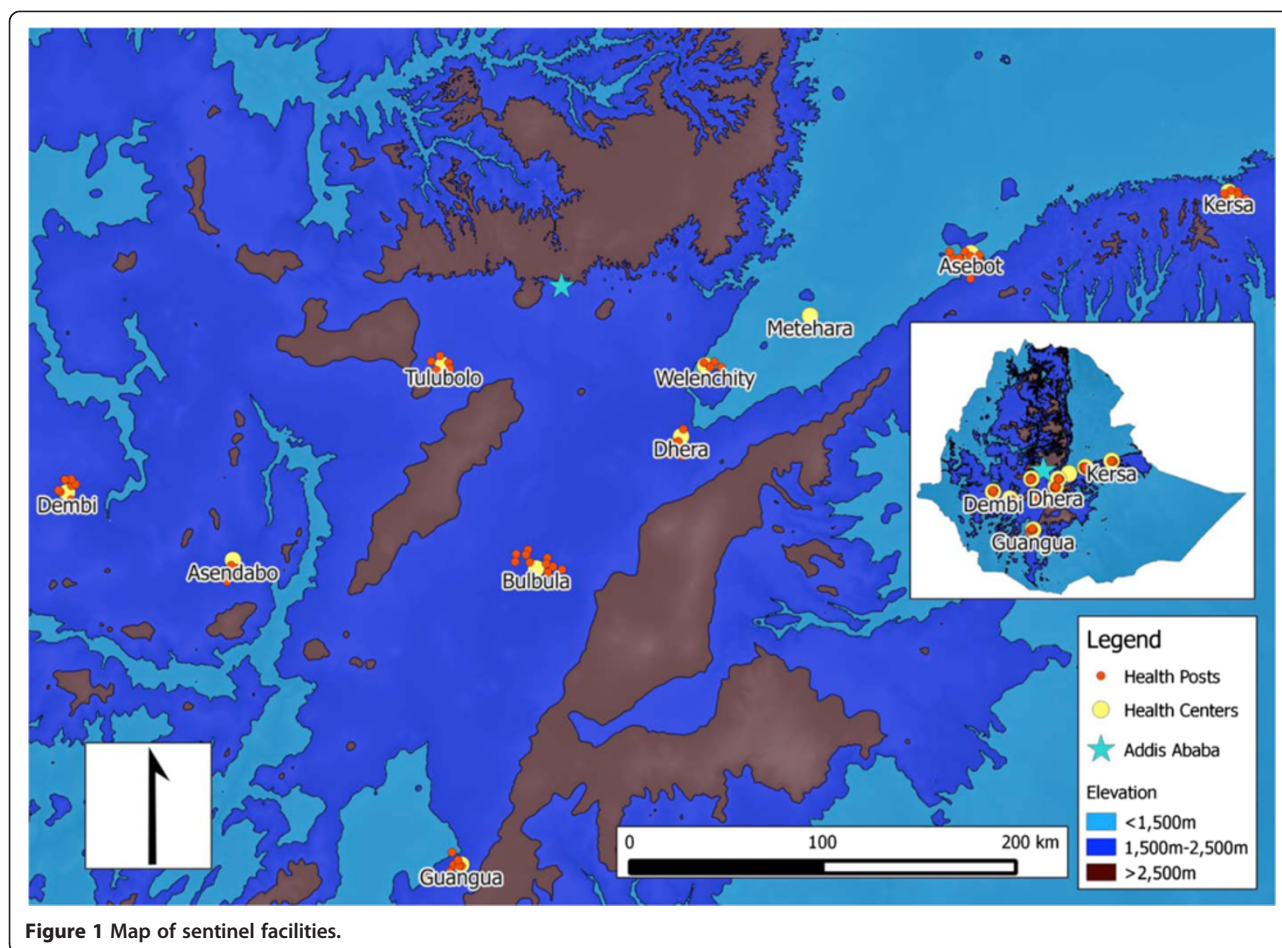 Kersa
Asebot
Metehara
Tulubolo
Welenchity
Dhera
Dembi
Asendabo
Bulbula
Guangua
Kersa
Dembi
Dhera
Guangua
Legend
Health Posts
Health Centers
Addis Ababa
Elevation
<1,500m
1,500m-2,500m
>2,500m
0 100 200 km
Figure 1 Map of sentinel facilities.